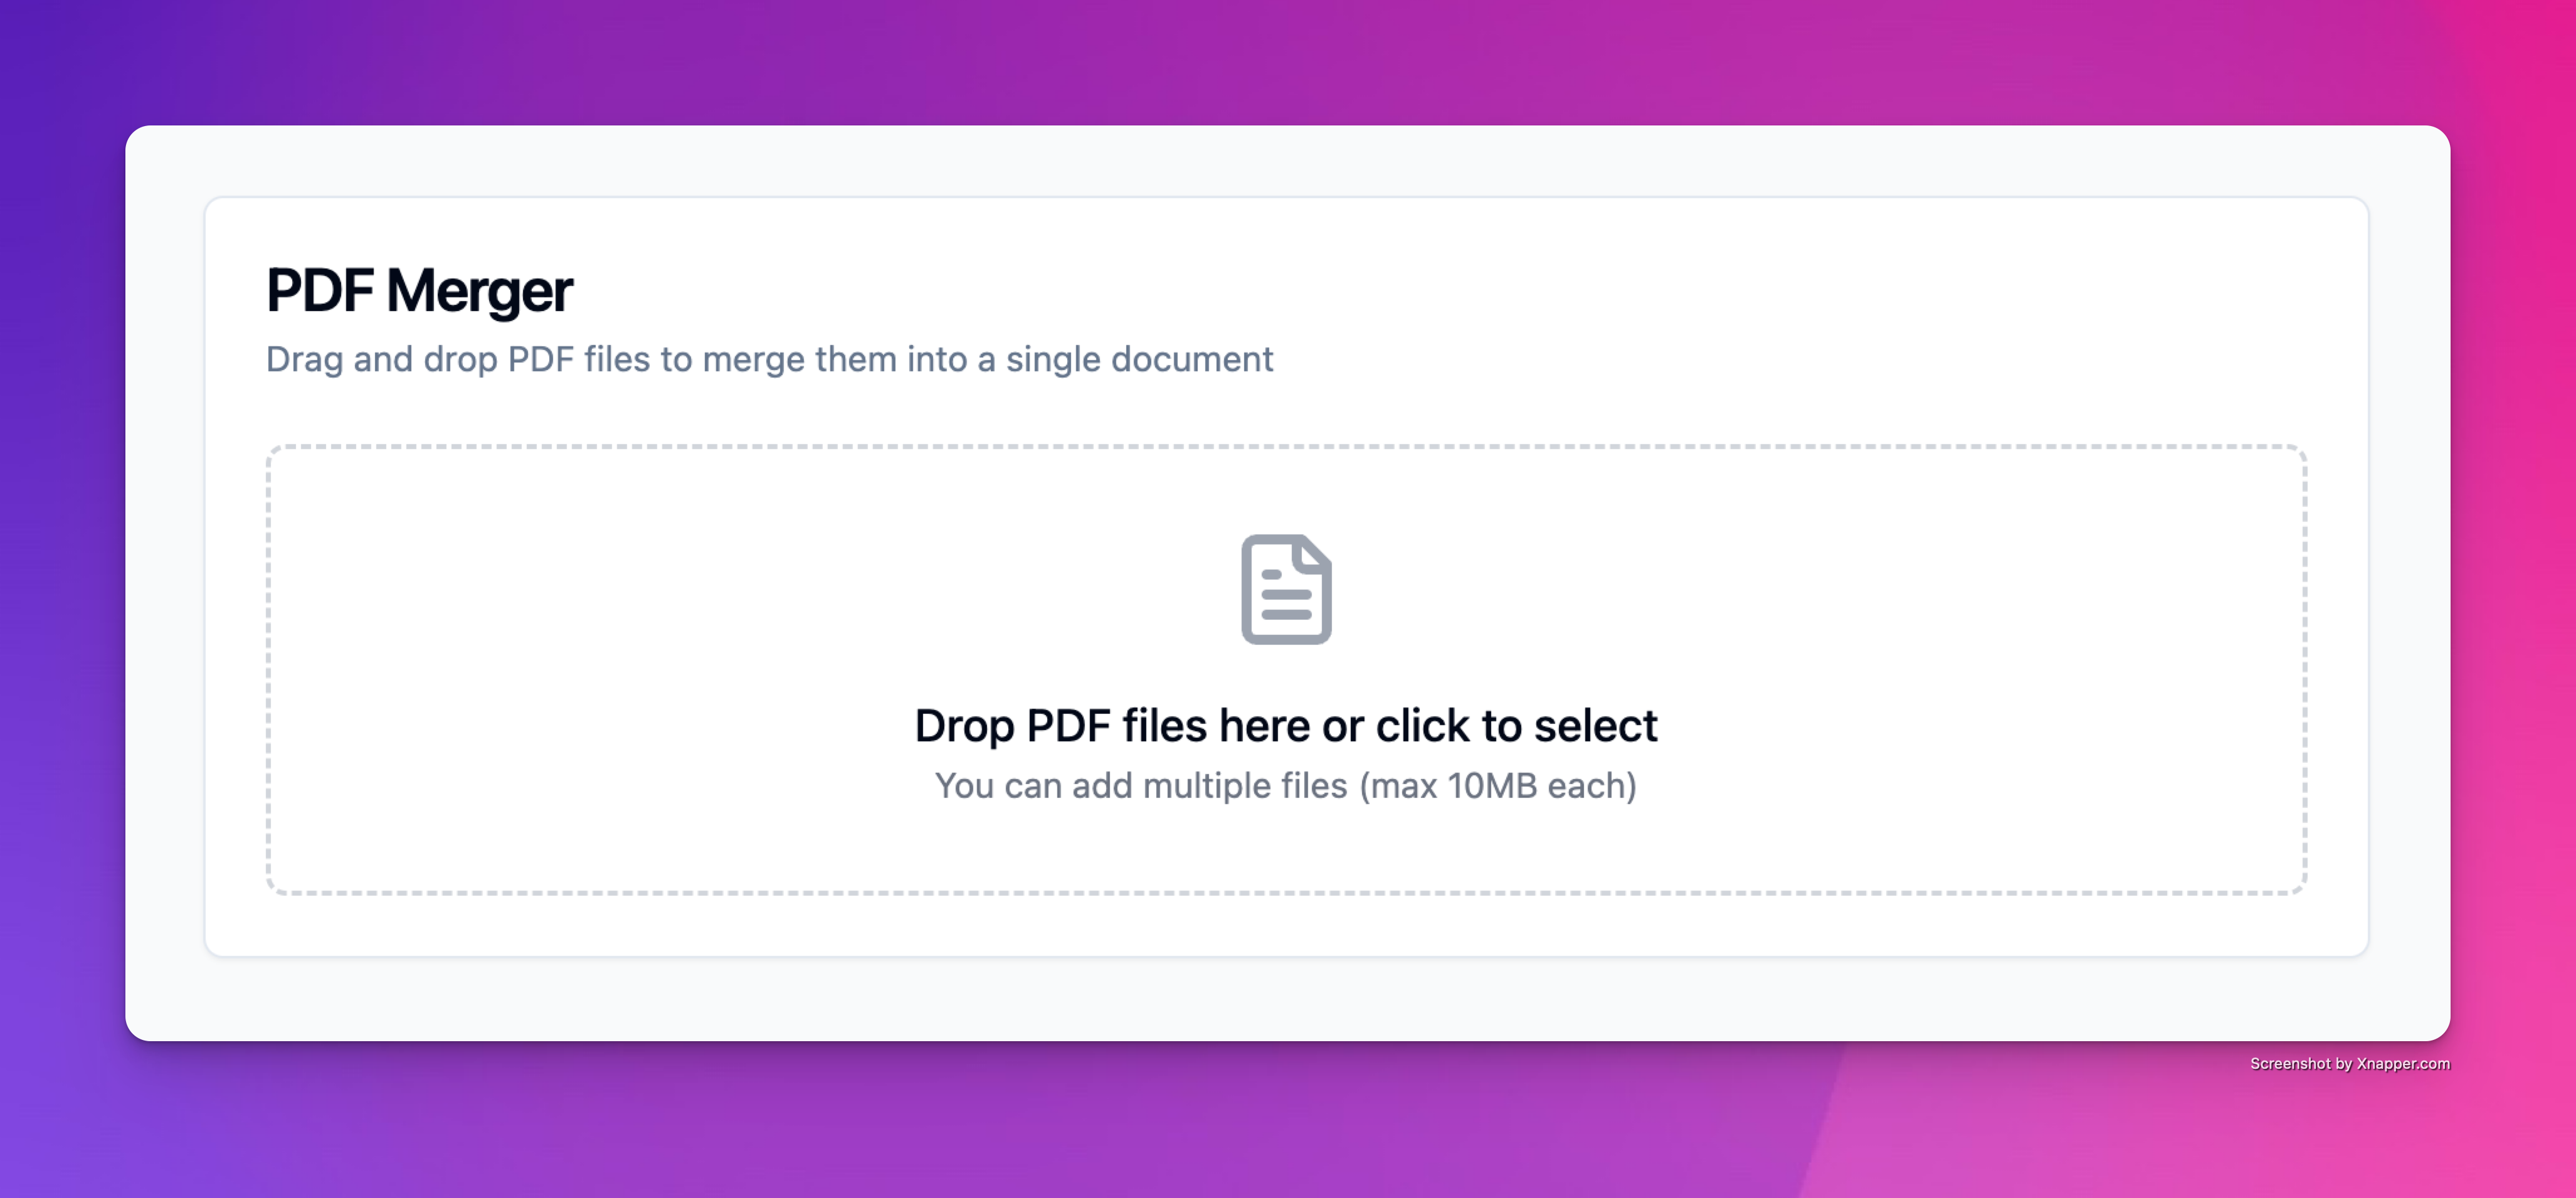 PDF Merger
Drag and drop PDF files to merge them into a single document
Drop PDF files here or click to select
You can add multiple files (max 10MB each)
Screenshot by Xnapper.com